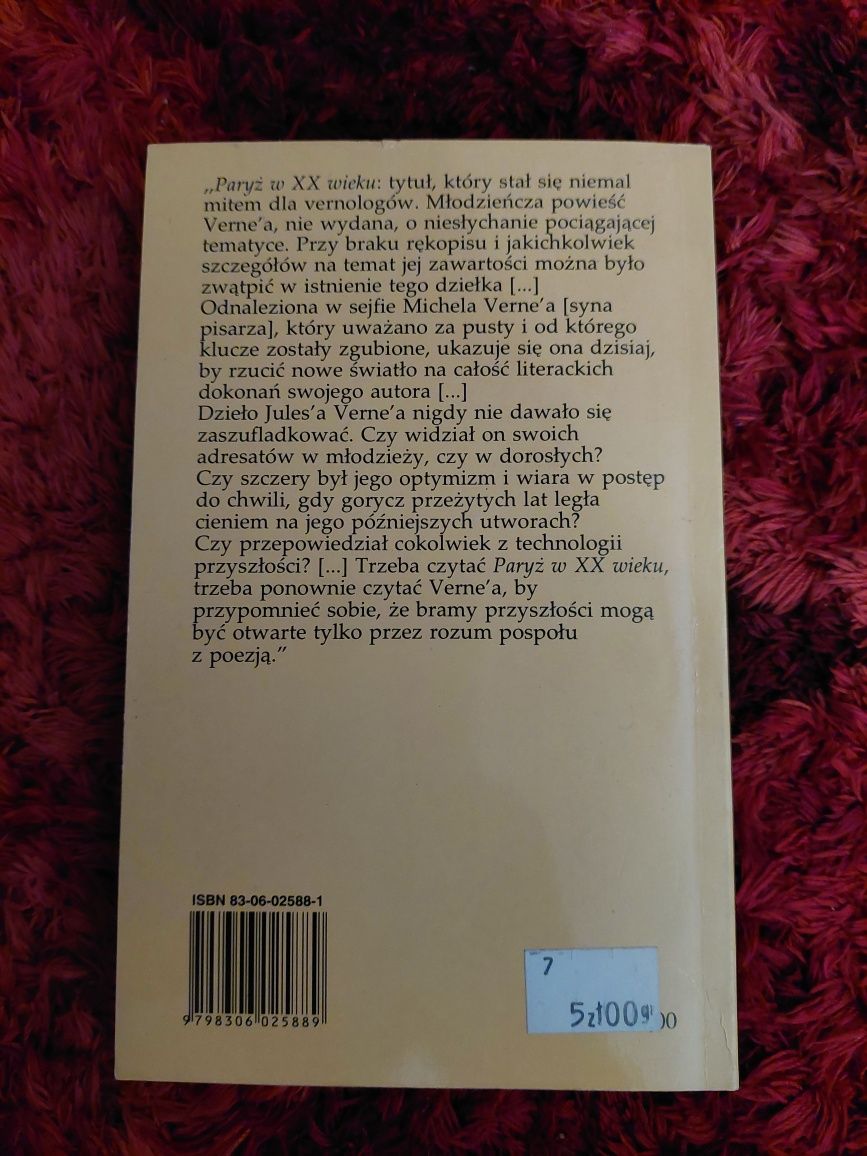 „Paryż w XX wieku: tytuł, który stał się niemal
mitem dla vernologów. Młodzieńcza powieść
Verne'a, nie wydana, o niesłychanie pociągającej
tematyce. Przy braku rękopisu i jakichkolwiek
szczegółów na temat jej zawartości można było
zwątpić w istnienie tego dziełka [...]
Odnaleziona w sejfie Michela Verne'a [syna
pisarza], który uważano za pusty i od którego
klucze zostały zgubione, ukazuje się ona dzisiaj,
by rzucić nowe światło na całość literackich
dokonań swojego autora [...]
Dzieło Jules'a Verne'a nigdy nie dawało się
zaszufladkować. Czy widział on swoich
adresatów w młodzieży, czy w dorosłych?
Czy szczery był jego optymizm i wiara w postęp
do chwili, gdy gorycz przeżytych lat legła
cieniem na jego późniejszych utworach?
Czy przepowiedział cokolwiek z technologii
przyszłości? [...] Trzeba czytać Paryż w XX wieku,
trzeba ponownie czytać Verne'a, by
przypomnieć sobie, że bramy przyszłości mogą
być otwarte tylko przez rozum pospołu
z poezją."
ISBN 83-06-02588-1
9798306025889
7
5zł00gr
00